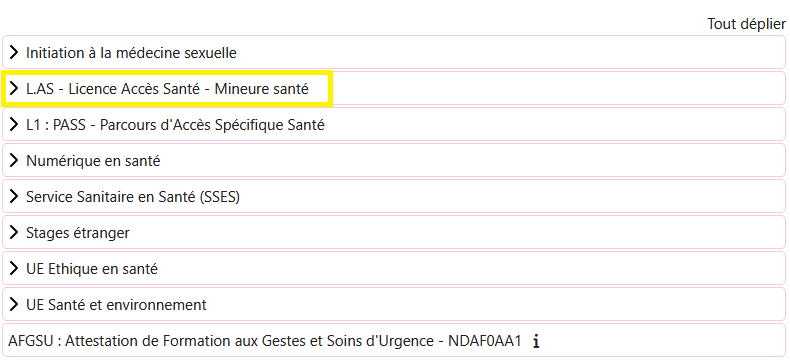 Tout déplier
Initiation à la médecine sexuelle
L.AS - Licence Accès Santé - Mineure santé
L1 : PASS - Parcours d'Accès Spécifique Santé
Numérique en santé
Service Sanitaire en Santé (SSES)
Stages étranger
UE Ethique en santé
UE Santé et environnement
AFGSU : Attestation de Formation aux Gestes et Soins d'Urgence - NDAF0AA1 i